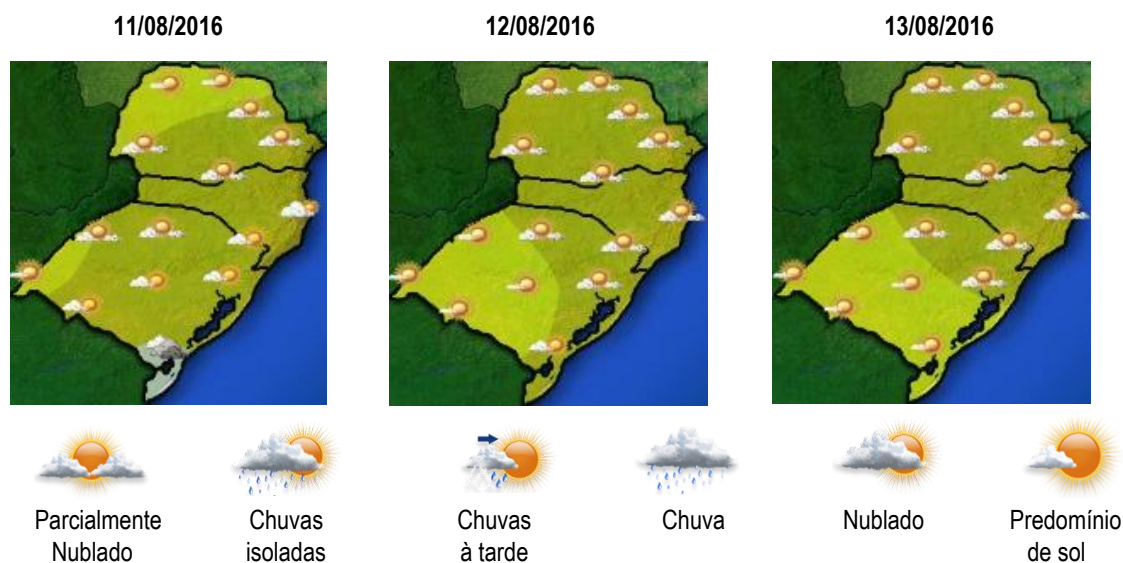 11/08/2016
12/08/2016
13/08/2016
Parcialmente
Nublado
Chuvas
isoladas
Chuvas
à tarde
Chuva
Nublado
Predomínio
de sol